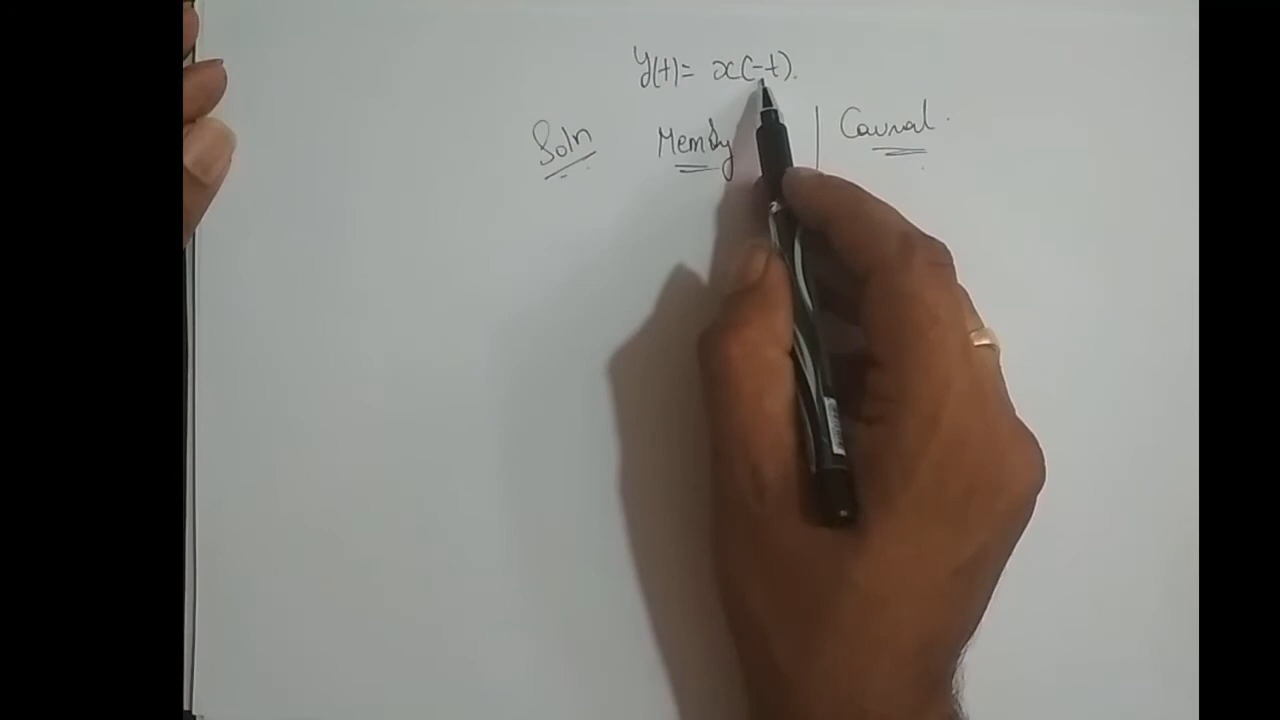 y(t)= x(-t).
Soln Memory | Causal.